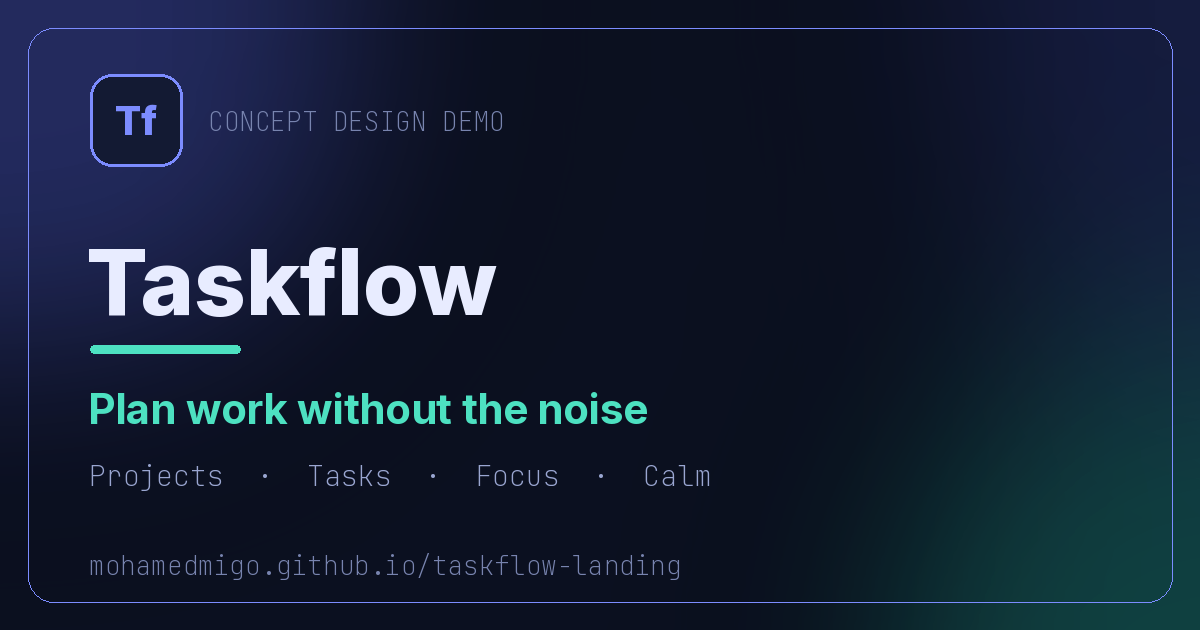 Tf
CONCEPT DESIGN DEMO
Taskflow
Plan work without the noise
Projects · Tasks · Focus · Calm
mohamedmigo.github.io/taskflow-landing